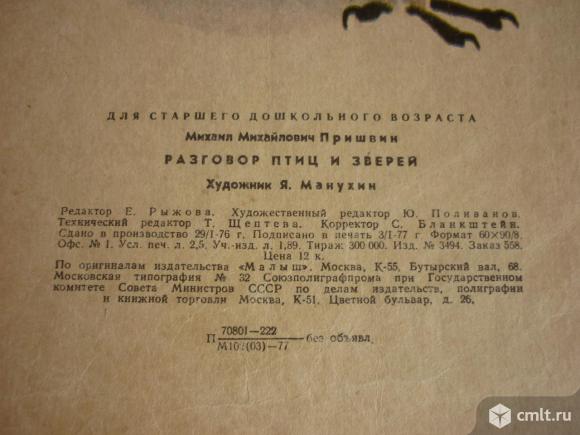 ДЛЯ СТАРШЕГО ДОШКОЛЬНОГО ВОЗРАСТА
Михаил Михайлович Пришвин
РАЗГОВОР ПТИЦ И ЗВЕРЕЙ
Художник Я. Манухин
Редактор Е. Рыжова. Художественный редактор Ю. Поливанов.
Технический редактор Т. Щептева. Корректор С. Бланкштейн.
Сдано в производство 29/I-76 г. Подписано в печать 3/I-77 г Формат 60×90/8
Офс. № 1. Усл. печ. л. 2,5. Уч.-изд. л. 1,89. Тираж 300 000. Изд. № 3494. Заказ 558.
Цена 12 к.
По оригиналам издательства «Малыш». Москва, К-55, Бутырский вал, 68.
Московская типография № 32 Союзполиграфпрома при Государственном
комитете Совета Министров СССР по делам издательств, полиграфии
и книжной торговли Москва, К-51, Цветной бульвар, д. 26.
70801—222
П — без объявл.
М102(03)—77
cmlt.ru